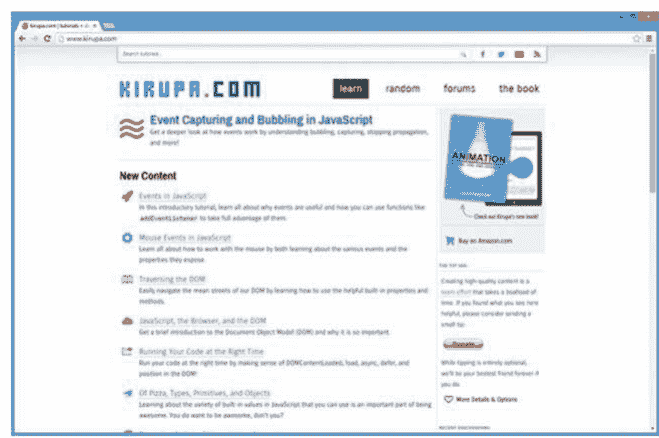 kirupa.com | tutorials
www.kirupa.com
Search tutorials...
KIRUPA.COM
learn
random
forums
the book
Event Capturing and Bubbling in JavaScript
Get a deeper look at how events work by understanding bubbling, capturing, stopping propagation,
and more!
New Content
Events in JavaScript
In this introductory tutorial, learn all about why events are useful and how you can use functions like
addEventListener to take full advantage of them.
Mouse Events in JavaScript
Learn all about how to work with the mouse by both learning about the various events and the
properties they expose.
Traversing the DOM
Easily navigate the mean streets of our DOM by learning how to use the helpful built-in properties and
methods.
JavaScript, the Browser, and the DOM
Get a brief introduction to the Document Object Model (DOM) and why it is so important.
Running Your Code at the Right Time
Run your code at the right time by making sense of DOMContentLoaded, load, async, defer, and
position in the DOM!
Of Pizza, Types, Primitives, and Objects
Learning about the variety of built-in values in JavaScript that you can use is an important part of being
awesome. You do want to be awesome, don't you?
ANIMATION
Check out Kirupa's new book!
Buy on Amazon.com
THE TIP JAR
Creating high-quality content is a
team effort that takes a boatload of
time. If you found what you see here
helpful, please consider sending a
small tip:
Donate
While tipping is entirely optional,
we'll be your bestest friend forever if
you do.
More Details & Options
RECENT DISCUSSIONS